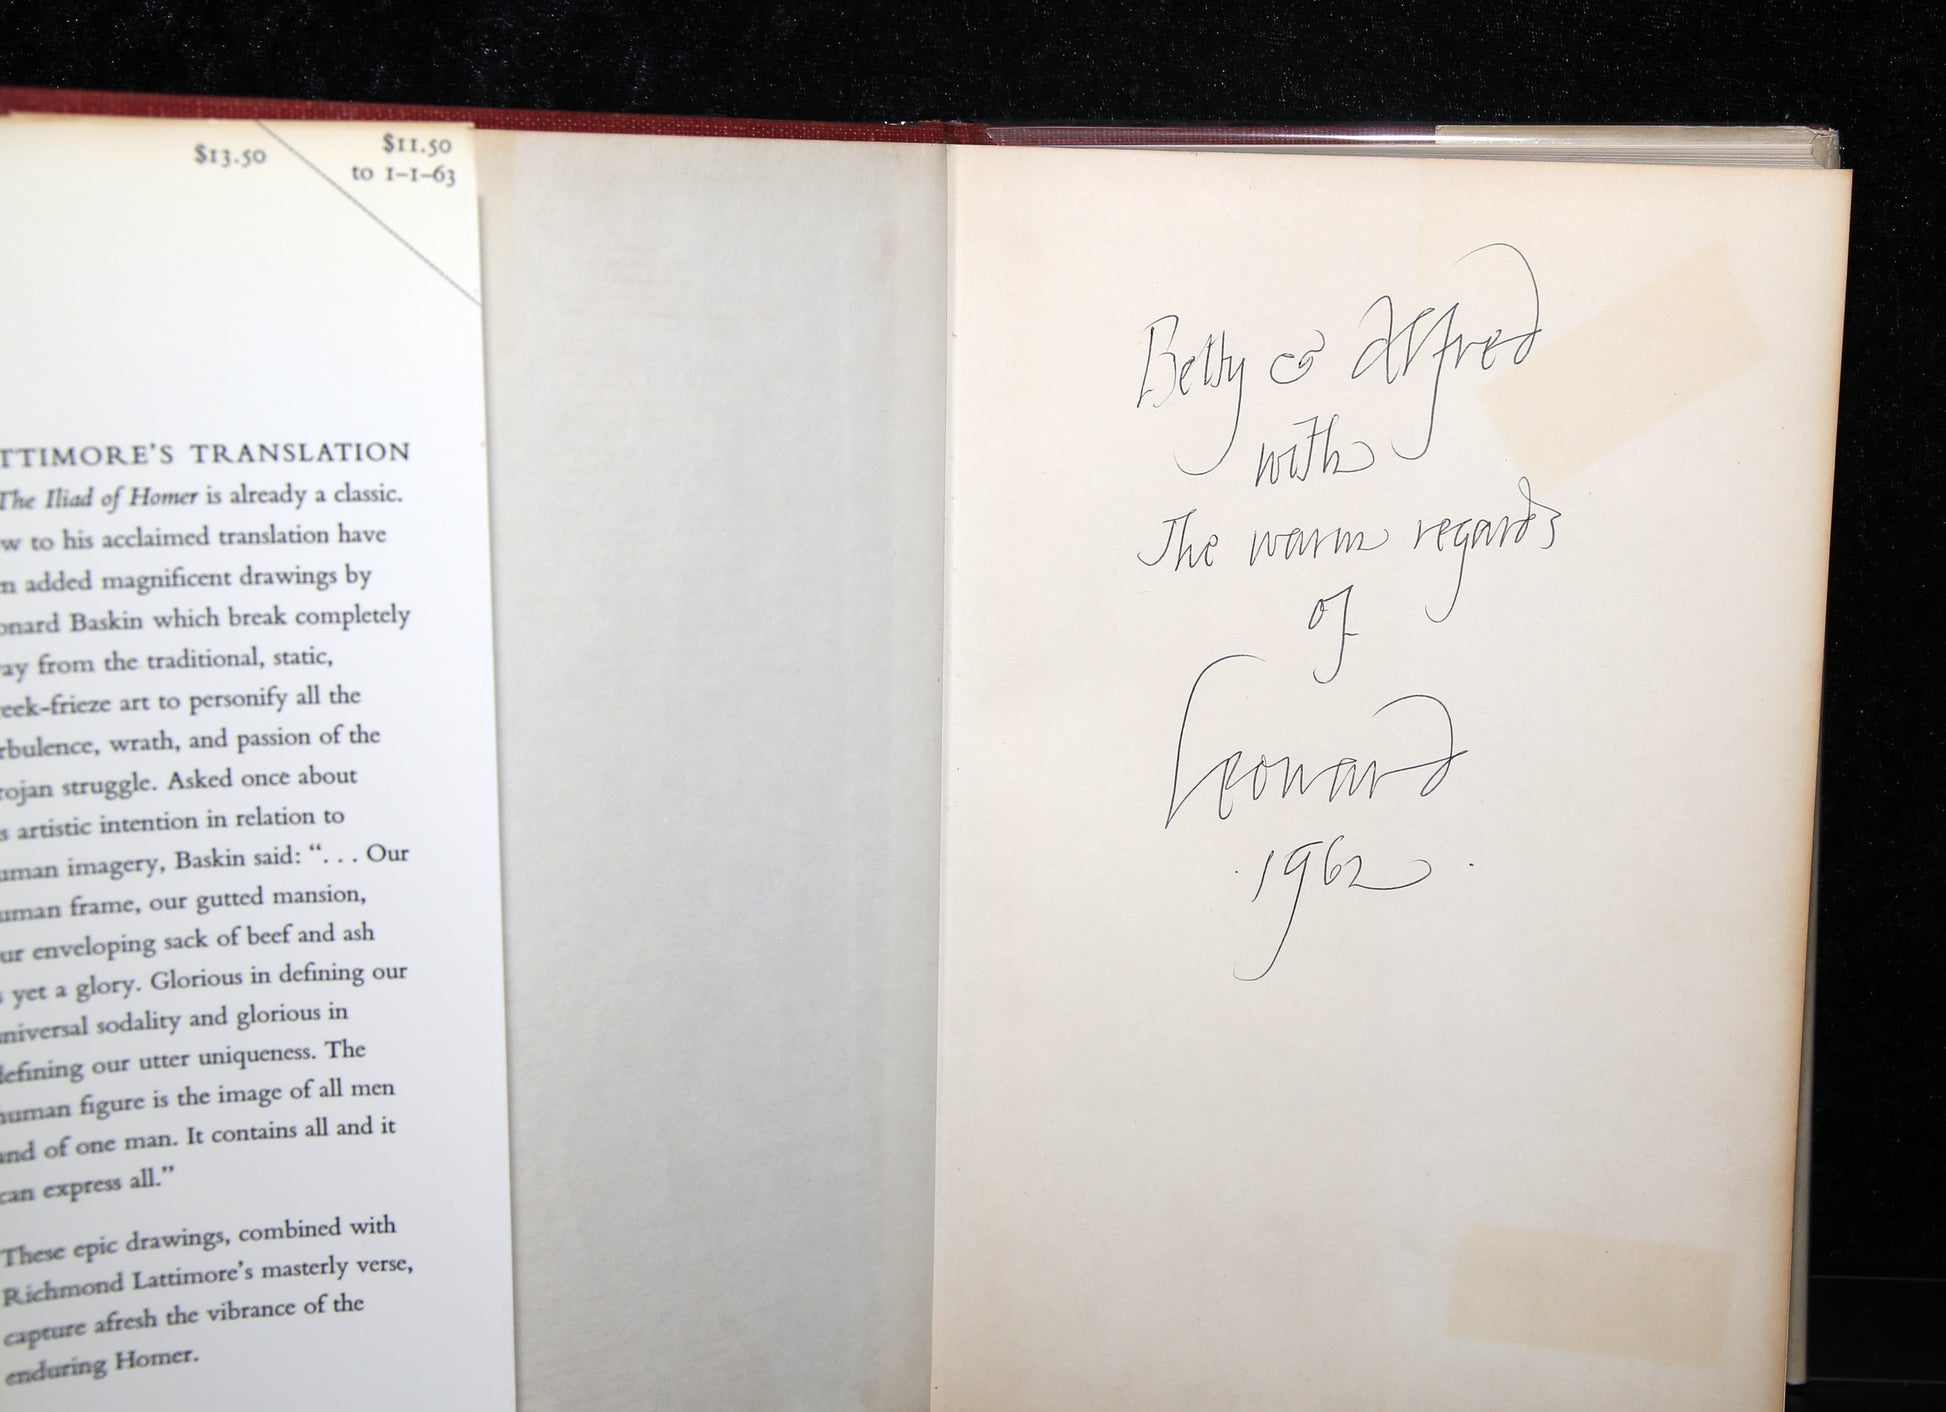 $13.50
$11.50
to 1-1-63
TTIMORE'S TRANSLATION
The Iliad of Homer is already a classic.
w to his acclaimed translation have
n added magnificent drawings by
onard Baskin which break completely
ay from the traditional, static,
eek-frieze art to personify all the
rbulence, wrath, and passion of the
rojan struggle. Asked once about
s artistic intention in relation to
uman imagery, Baskin said: “. . . Our
uman frame, our gutted mansion,
ur enveloping sack of beef and ash
s yet a glory. Glorious in defining our
niversal sodality and glorious in
defining our utter uniqueness. The
human figure is the image of all men
and of one man. It contains all and it
can express all.”
These epic drawings, combined with
Richmond Lattimore's masterly verse,
capture afresh the vibrance of the
enduring Homer.
Betty & Alfred
with
The warm regards
of
Leonard
. 1962 .